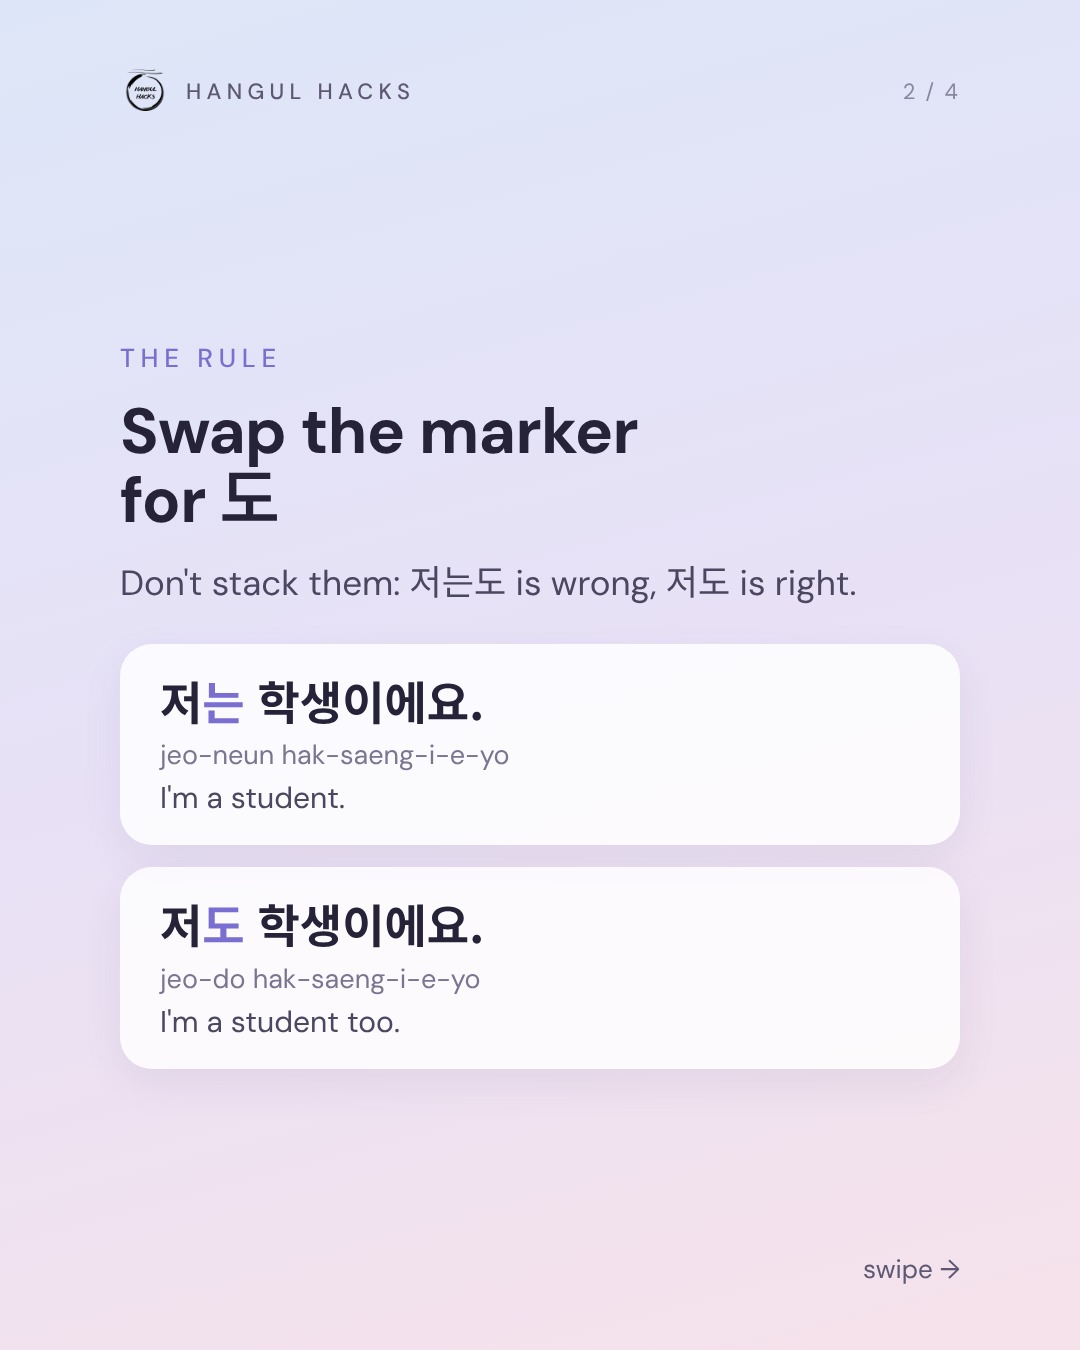 HANGUL HACKS
HANGUL HACKS
2 / 4
THE RULE
Swap the marker
for 도
Don't stack them: 저는도 is wrong, 저도 is right.
저는 학생이에요.
jeo-neun hak-saeng-i-e-yo
I'm a student.
저도 학생이에요.
jeo-do hak-saeng-i-e-yo
I'm a student too.
swipe →